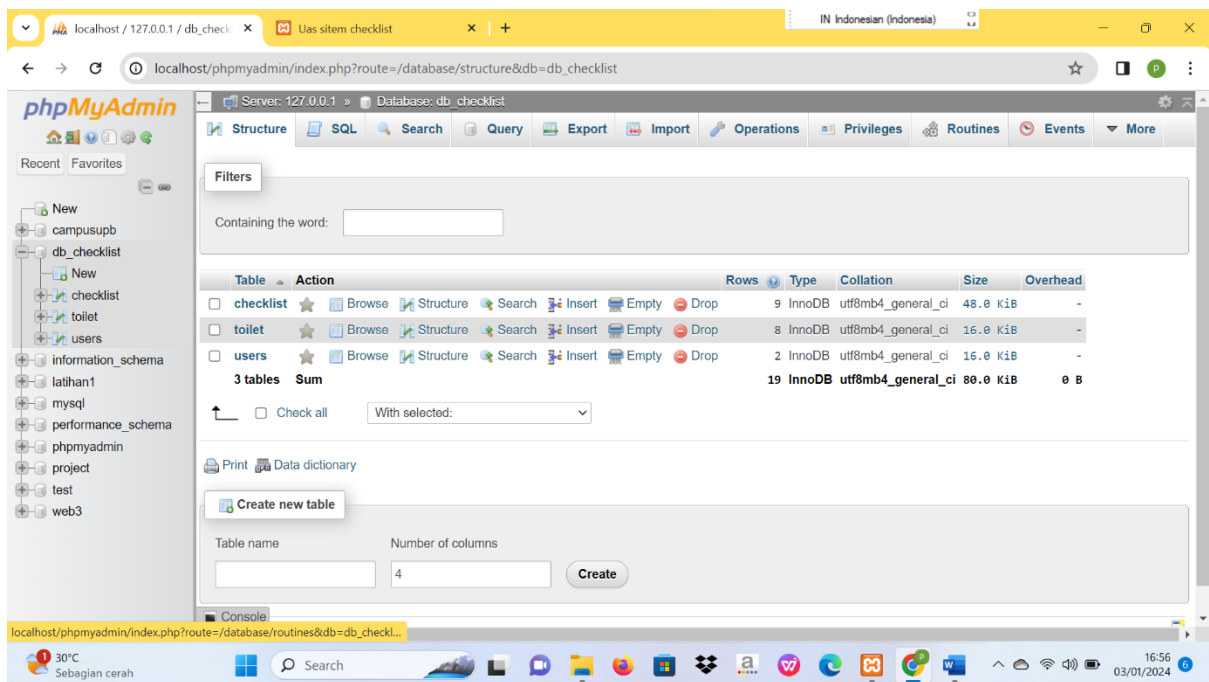 IN Indonesian (Indonesia)
localhost / 127.0.0.1 / db_check
Uas sitem checklist
localhost/phpmyadmin/index.php?route=/database/structure&db=db_checklist
P
phpMyAdmin
Recent Favorites
New
campusupb
db_checklist
New
checklist
toilet
users
information_schema
latihan1
mysql
performance_schema
phpmyadmin
project
test
web3
Server: 127.0.0.1 » Database: db_checklist
Structure SQL Search Query Export Import Operations Privileges Routines Events More
Filters
Containing the word:
Table Action Rows Type Collation Size Overhead
checklist Browse Structure Search Insert Empty Drop 9 InnoDB utf8mb4_general_ci 48.0 KiB -
toilet Browse Structure Search Insert Empty Drop 8 InnoDB utf8mb4_general_ci 16.0 KiB -
users Browse Structure Search Insert Empty Drop 2 InnoDB utf8mb4_general_ci 16.0 KiB -
3 tables Sum 19 InnoDB utf8mb4_general_ci 80.0 KiB 0 B
Check all With selected:
Print Data dictionary
Create new table
Table name Number of columns
4 Create
Console
localhost/phpmyadmin/index.php?route=/database/routines&db=db_checkl...
1 30°C
Sebagian cerah
Search
16:56
03/01/2024 6